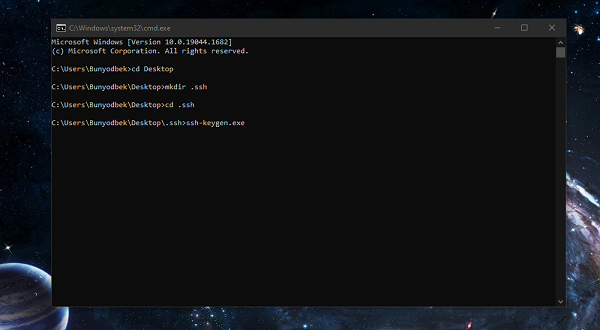 C:\Windows\system32\cmd.exe
Microsoft Windows [Version 10.0.19044.1682]
(c) Microsoft Corporation. All rights reserved.
C:\Users\Bunyodbek>cd Desktop
C:\Users\Bunyodbek\Desktop>mkdir .ssh
C:\Users\Bunyodbek\Desktop>cd .ssh
C:\Users\Bunyodbek\Desktop\.ssh>ssh-keygen.exe